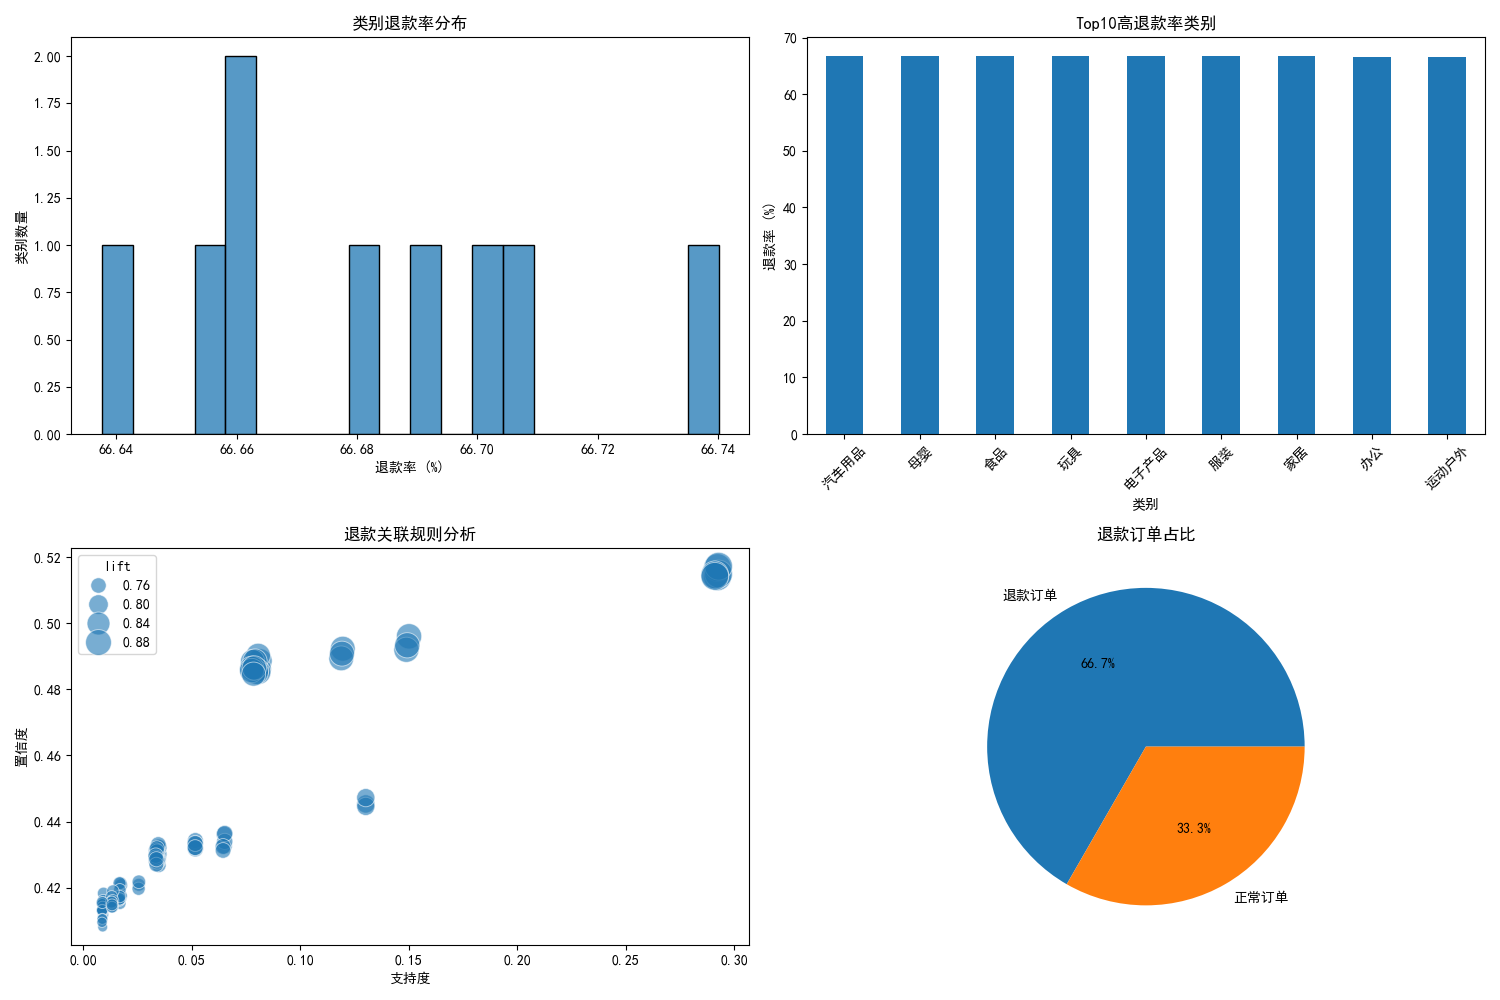 类别退款率分布
类别数量
2.00
1.75
1.50
1.25
1.00
0.75
0.50
0.25
0.00
66.64
66.66
66.68
66.70
66.72
66.74
退款率 (%)
Top10高退款率类别
退款率 (%)
70
60
50
40
30
20
10
0
汽车用品
母婴
食品
玩具
电子产品
服装
家居
办公
运动户外
类别
退款关联规则分析
lift
0.76
0.80
0.84
0.88
置信度
0.52
0.50
0.48
0.46
0.44
0.42
0.00
0.05
0.10
0.15
0.20
0.25
0.30
支持度
退款订单占比
退款订单
66.7%
33.3%
正常订单